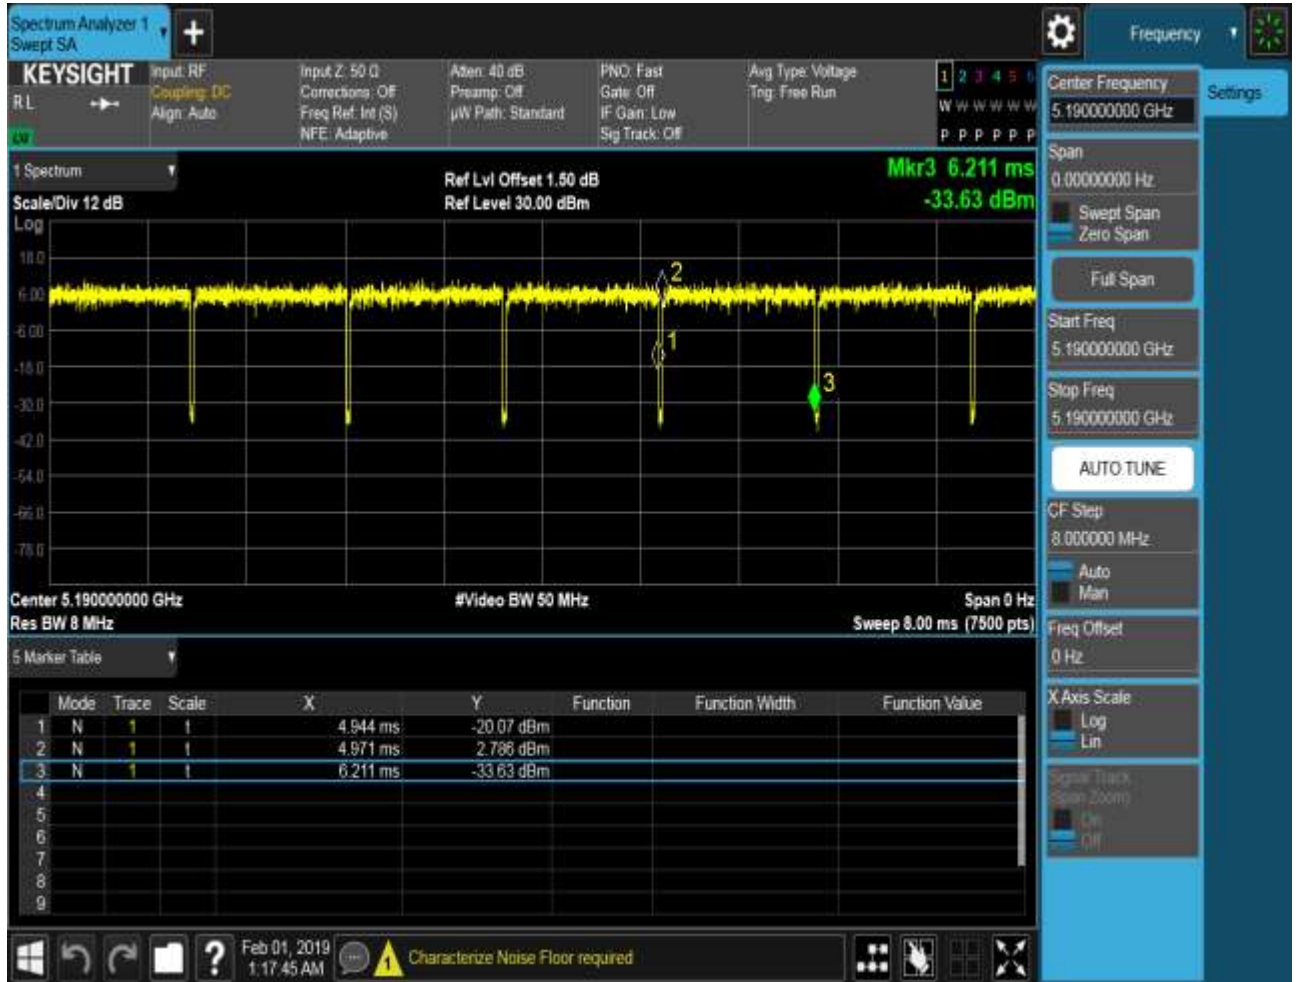 Spectrum Analyzer 1
Swept SA
+
Frequency
KEYSIGHT
RL
Input: RF
Coupling: DC
Align: Auto
Input Z: 50 Ω
Corrections: Off
Freq Ref: Int (S)
NFE: Adaptive
Atten: 40 dB
Preamp: Off
µW Path: Standard
PNO: Fast
Gate: Off
IF Gain: Low
Sig Track: Off
Avg Type: Voltage
Trig: Free Run
1 2 3 4 5 6
W W W W W W
P P P P P P
1 Spectrum
Scale/Div 12 dB
Log
Ref Lvl Offset 1.50 dB
Ref Level 30.00 dBm
Mkr3 6.211 ms
-33.63 dBm
18.0
6.00
-6.00
-18.0
-30.0
-42.0
-54.0
-66.0
-78.0
2
1
3
Center 5.190000000 GHz
#Video BW 50 MHz
Span 0 Hz
Res BW 8 MHz
Sweep 8.00 ms (7500 pts)
5 Marker Table
Mode Trace Scale X Y Function Function Width Function Value
1 N 1 t 4.944 ms -20.07 dBm
2 N 1 t 4.971 ms 2.786 dBm
3 N 1 t 6.211 ms -33.63 dBm
4
5
6
7
8
9
?
Feb 01, 2019
1:17:45 AM
1
Characterize Noise Floor required
Center Frequency
5.190000000 GHz
Settings
Span
0.00000000 Hz
Swept Span
Zero Span
Full Span
Start Freq
5.190000000 GHz
Stop Freq
5.190000000 GHz
AUTO TUNE
CF Step
8.000000 MHz
Auto
Man
Freq Offset
0 Hz
X Axis Scale
Log
Lin
Signal Track
(Span Zoom)
On
Off